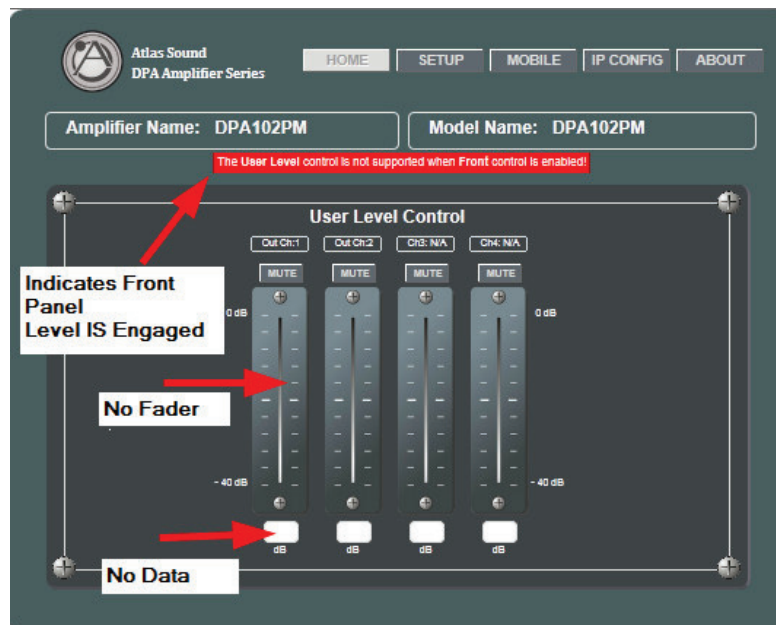 Atlas Sound
DPA Amplifier Series
HOME SETUP MOBILE IP CONFIG ABOUT
Amplifier Name: DPA102PM Model Name: DPA102PM
The User Level control is not supported when Front control is enabled!
User Level Control
Out Ch:1 Out Ch:2 Ch3: N/A Ch4: N/A
MUTE MUTE MUTE MUTE
Indicates Front
Panel
Level IS Engaged
0 dB 0 dB
No Fader
- 40 dB - 40 dB
dB dB dB dB
No Data